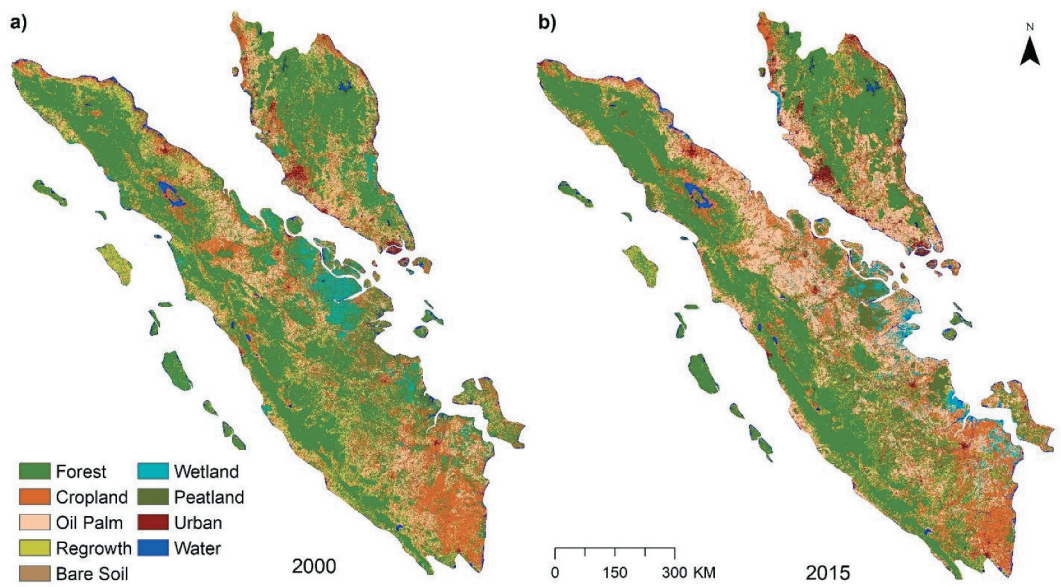 a)
b)
N
Forest
Wetland
Cropland
Peatland
Oil Palm
Urban
Regrowth
Water
Bare Soil
2000
0 150 300 KM
2015